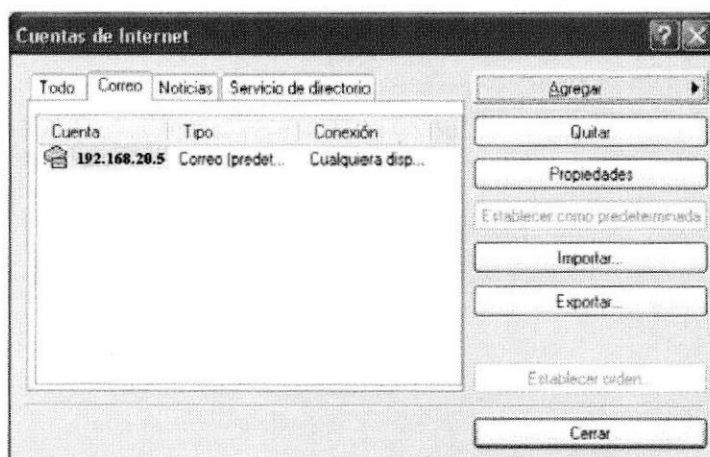 Cuentas de Internet
Todo Correo Noticias Servicio de directorio
Cuenta Tipo Conexión
192.168.20.5 Correo (predet... Cualquiera disp...
Agregar
Quitar
Propiedades
Establecer como predeterminada
Importar...
Exportar...
Establecer orden...
Cerrar